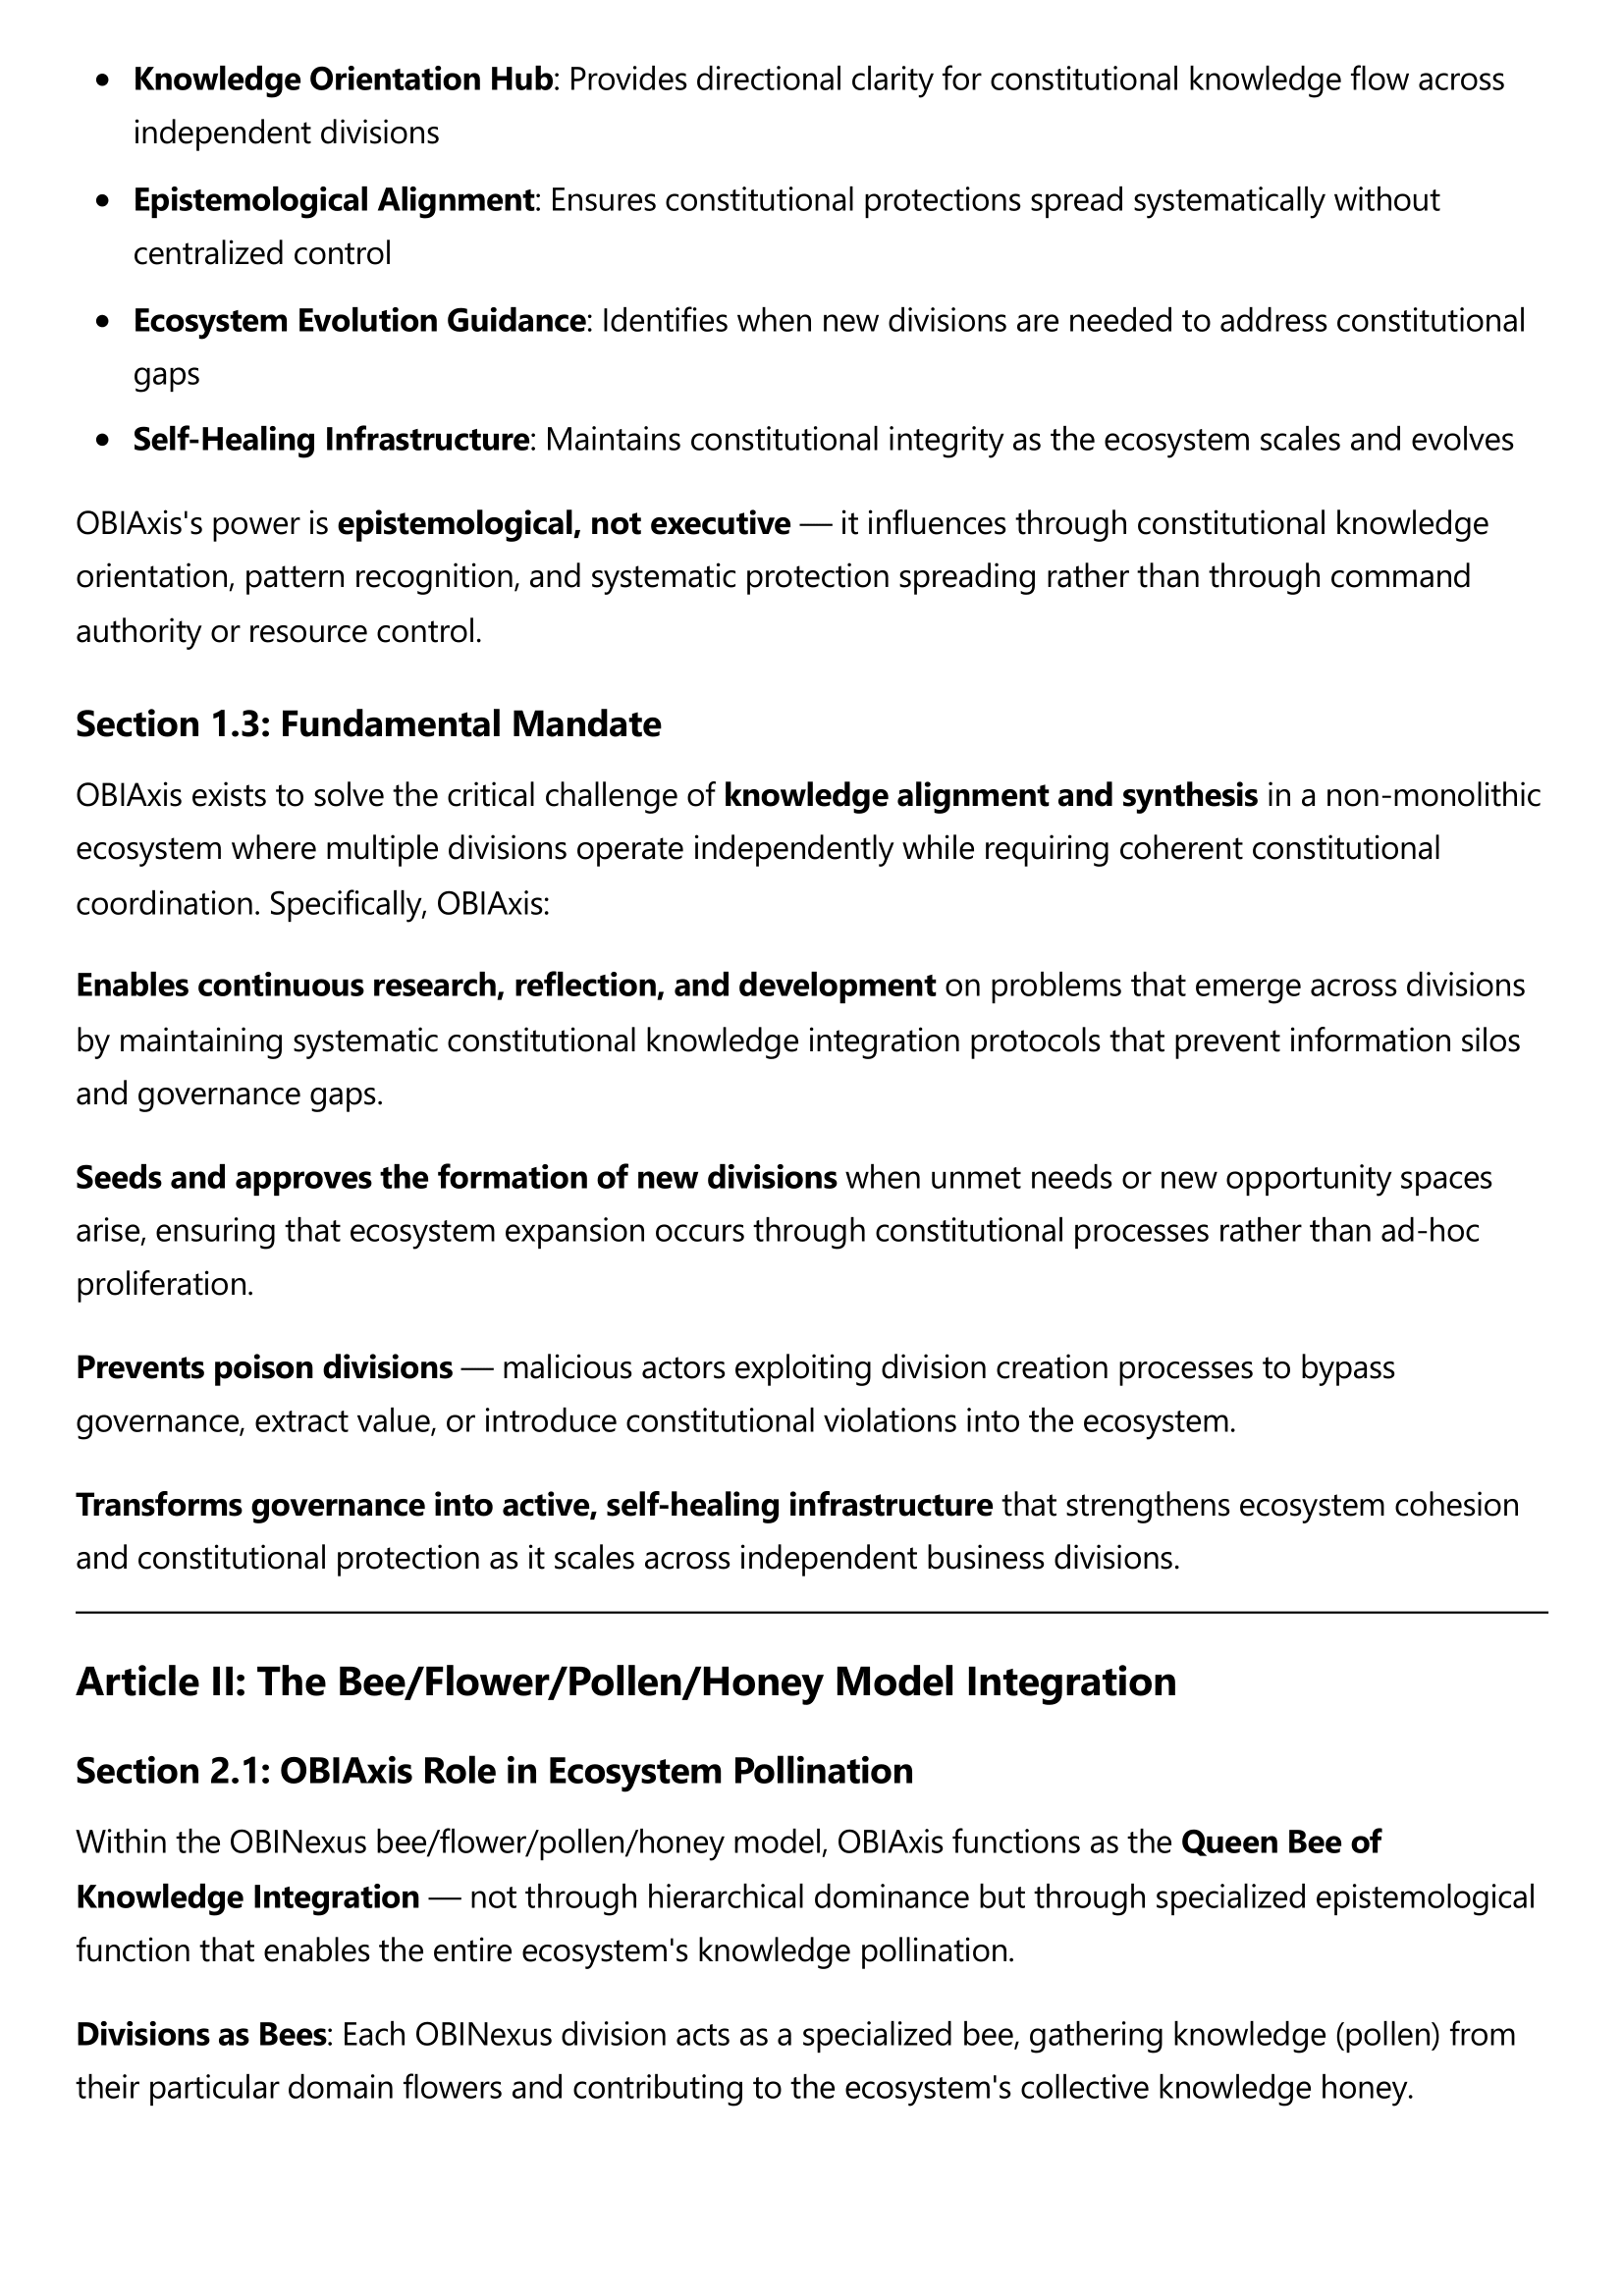 • Knowledge Orientation Hub: Provides directional clarity for constitutional knowledge flow across
independent divisions
• Epistemological Alignment: Ensures constitutional protections spread systematically without
centralized control
• Ecosystem Evolution Guidance: Identifies when new divisions are needed to address constitutional
gaps
• Self-Healing Infrastructure: Maintains constitutional integrity as the ecosystem scales and evolves
OBIAxis's power is epistemological, not executive — it influences through constitutional knowledge
orientation, pattern recognition, and systematic protection spreading rather than through command
authority or resource control.
Section 1.3: Fundamental Mandate
OBIAxis exists to solve the critical challenge of knowledge alignment and synthesis in a non-monolithic
ecosystem where multiple divisions operate independently while requiring coherent constitutional
coordination. Specifically, OBIAxis:
Enables continuous research, reflection, and development on problems that emerge across divisions
by maintaining systematic constitutional knowledge integration protocols that prevent information silos
and governance gaps.
Seeds and approves the formation of new divisions when unmet needs or new opportunity spaces
arise, ensuring that ecosystem expansion occurs through constitutional processes rather than ad-hoc
proliferation.
Prevents poison divisions — malicious actors exploiting division creation processes to bypass
governance, extract value, or introduce constitutional violations into the ecosystem.
Transforms governance into active, self-healing infrastructure that strengthens ecosystem cohesion
and constitutional protection as it scales across independent business divisions.
Article II: The Bee/Flower/Pollen/Honey Model Integration
Section 2.1: OBIAxis Role in Ecosystem Pollination
Within the OBINexus bee/flower/pollen/honey model, OBIAxis functions as the Queen Bee of
Knowledge Integration — not through hierarchical dominance but through specialized epistemological
function that enables the entire ecosystem's knowledge pollination.
Divisions as Bees: Each OBINexus division acts as a specialized bee, gathering knowledge (pollen) from
their particular domain flowers and contributing to the ecosystem's collective knowledge honey.